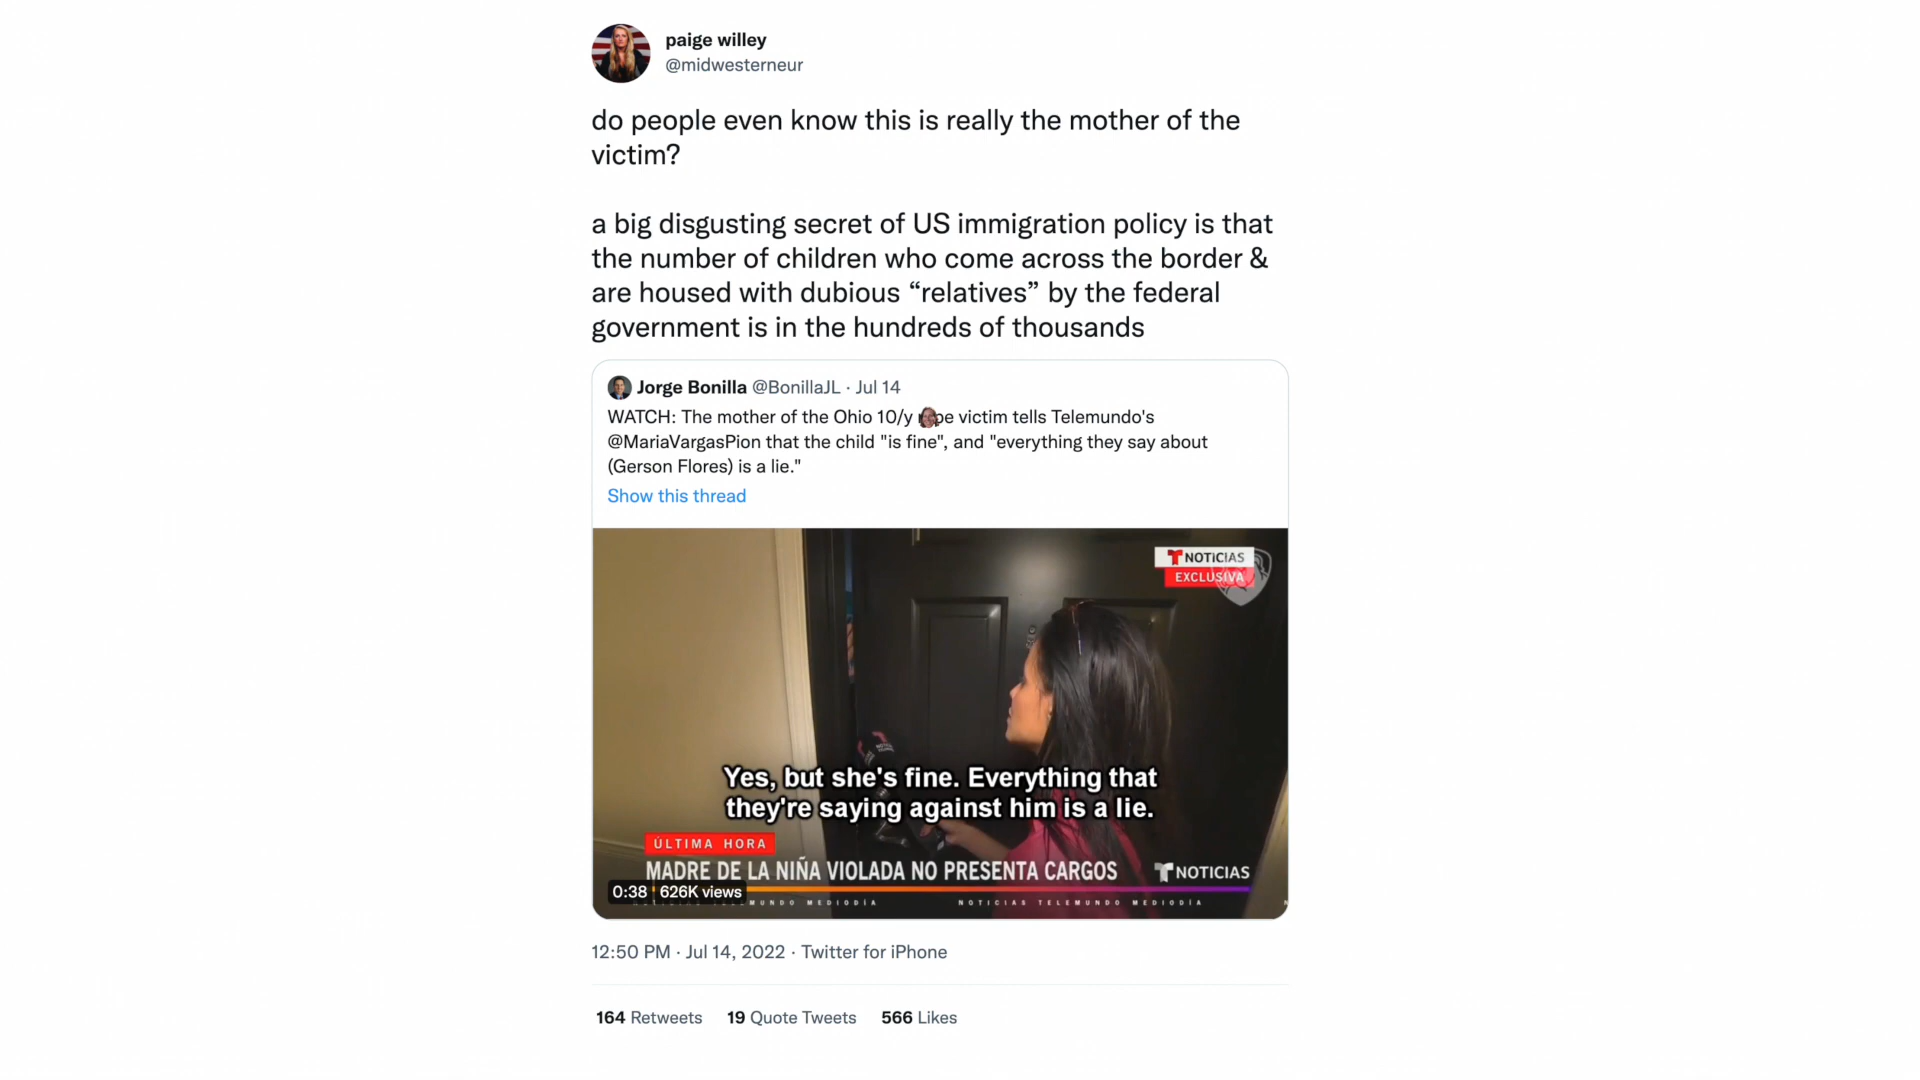 paige willey
@midwesterneur
do people even know this is really the mother of the
victim?
a big disgusting secret of US immigration policy is that
the number of children who come across the border &
are housed with dubious “relatives” by the federal
government is in the hundreds of thousands
Jorge Bonilla @BonillaJL · Jul 14
WATCH: The mother of the Ohio 10/y pe victim tells Telemundo's
@MariaVargasPion that the child "is fine", and "everything they say about
(Gerson Flores) is a lie."
Show this thread
NOTICIAS
EXCLUSIVA
Yes, but she's fine. Everything that
they're saying against him is a lie.
ÚLTIMA HORA
MADRE DE LA NIÑA VIOLADA NO PRESENTA CARGOS
NOTICIAS
0:38 626K views
MEDIODÍA NOTICIAS TELEMUNDO MEDIODÍA
12:50 PM · Jul 14, 2022 · Twitter for iPhone
164 Retweets 19 Quote Tweets 566 Likes